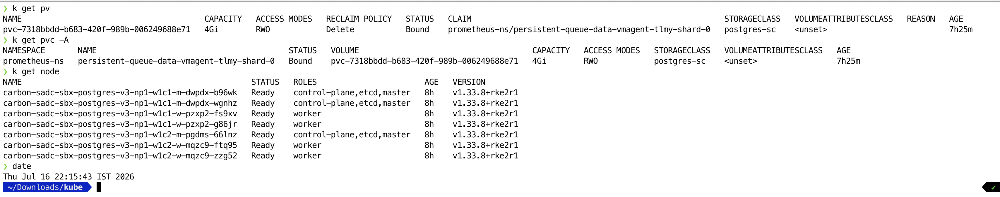 ❯ k get pv
NAME CAPACITY ACCESS MODES RECLAIM POLICY STATUS CLAIM STORAGECLASS VOLUMEATTRIBUTESCLASS REASON AGE
pvc-7318bbdd-b683-420f-989b-006249688e71 4Gi RWO Delete Bound prometheus-ns/persistent-queue-data-vmagent-tlmy-shard-0 postgres-sc <unset> 7h25m
❯ k get pvc -A
NAMESPACE NAME STATUS VOLUME CAPACITY ACCESS MODES STORAGECLASS VOLUMEATTRIBUTESCLASS AGE
prometheus-ns persistent-queue-data-vmagent-tlmy-shard-0 Bound pvc-7318bbdd-b683-420f-989b-006249688e71 4Gi RWO postgres-sc <unset> 7h25m
❯ k get node
NAME STATUS ROLES AGE VERSION
carbon-sadc-sbx-postgres-v3-np1-w1c1-m-dwpdx-b96wk Ready control-plane,etcd,master 8h v1.33.8+rke2r1
carbon-sadc-sbx-postgres-v3-np1-w1c1-m-dwpdx-wgnhz Ready control-plane,etcd,master 8h v1.33.8+rke2r1
carbon-sadc-sbx-postgres-v3-np1-w1c1-w-pzxp2-fs9xv Ready worker 8h v1.33.8+rke2r1
carbon-sadc-sbx-postgres-v3-np1-w1c1-w-pzxp2-g86jr Ready worker 8h v1.33.8+rke2r1
carbon-sadc-sbx-postgres-v3-np1-w1c2-m-pgdms-66lnz Ready control-plane,etcd,master 8h v1.33.8+rke2r1
carbon-sadc-sbx-postgres-v3-np1-w1c2-w-mqzc9-ftq95 Ready worker 8h v1.33.8+rke2r1
carbon-sadc-sbx-postgres-v3-np1-w1c2-w-mqzc9-zzg52 Ready worker 8h v1.33.8+rke2r1
❯ date
Thu Jul 16 22:15:43 IST 2026
~/Downloads/kube ✔